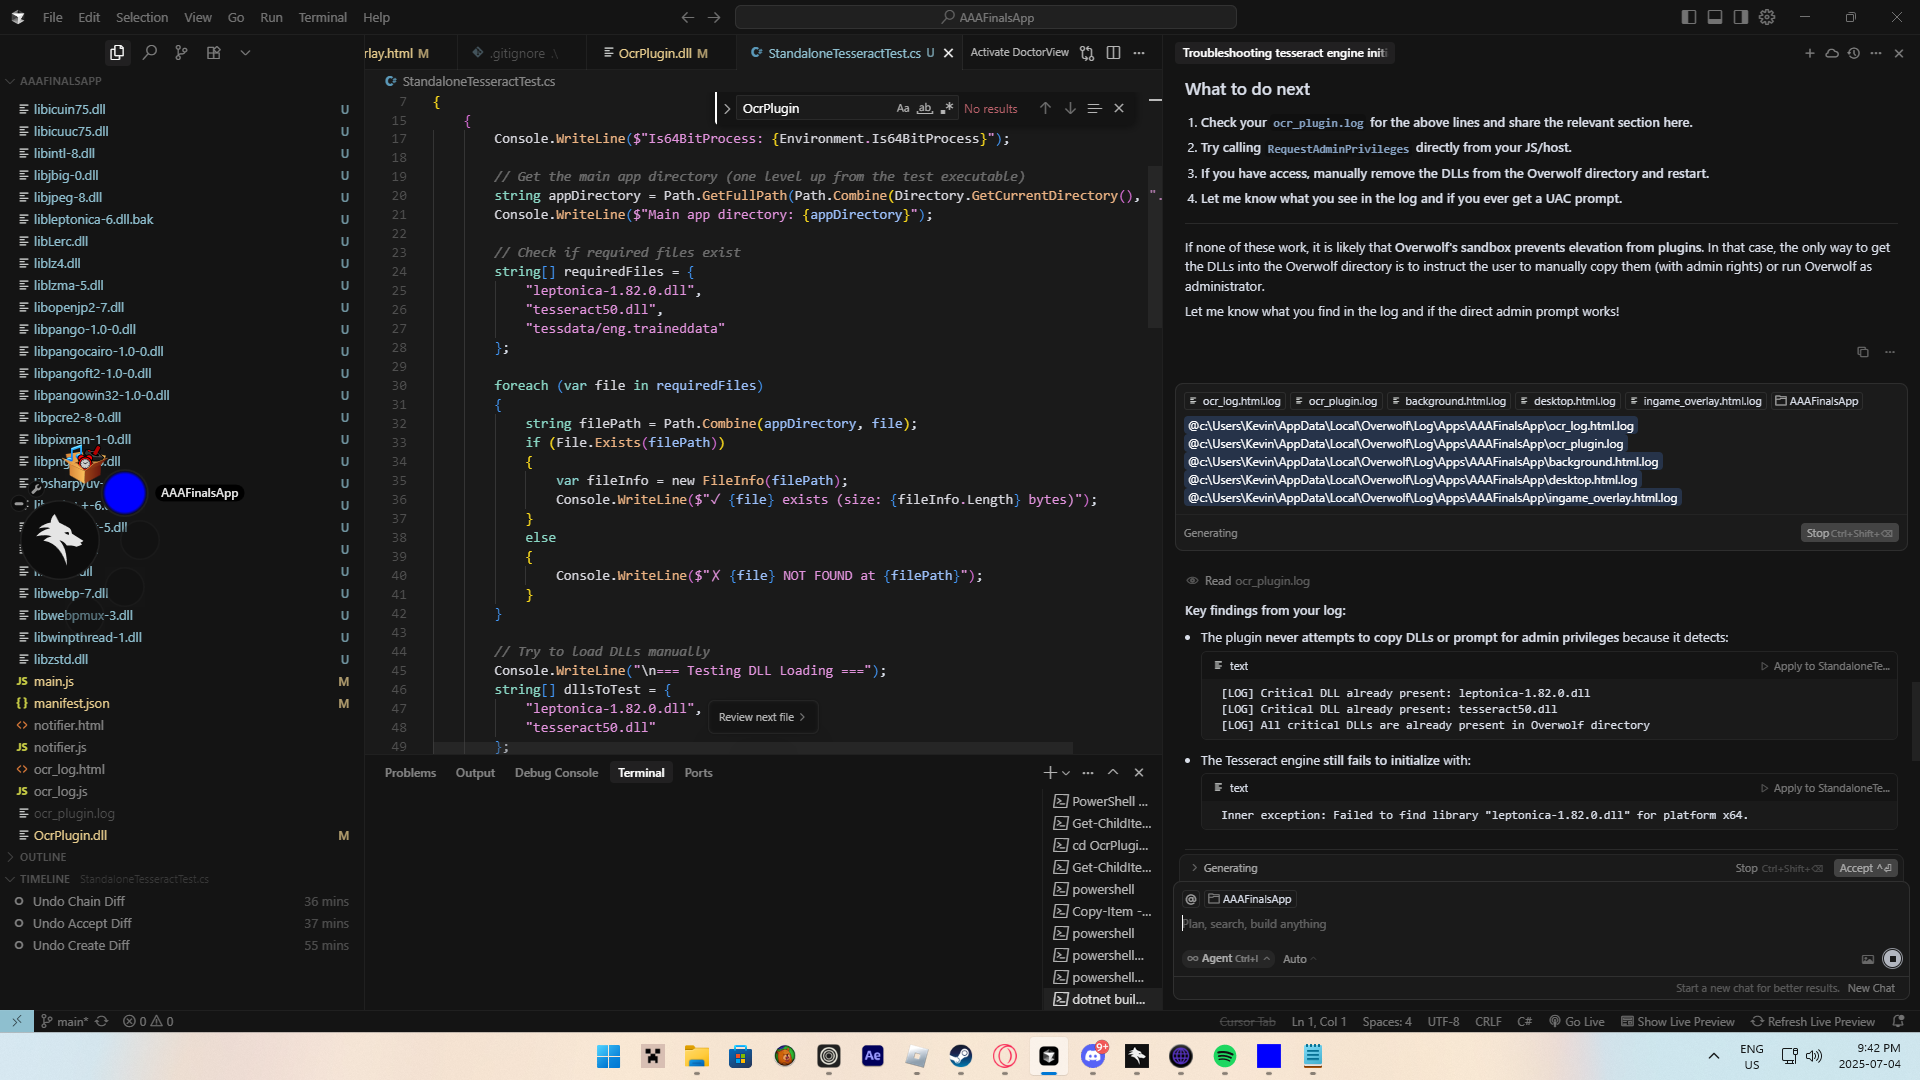 File Edit Selection View Go Run Terminal Help
AAAFinalsApp
AAAFINALSAPP
libicuin75.dll U
libicuuc75.dll U
libintl-8.dll U
libjbig-0.dll U
libjpeg-8.dll U
libleptonica-6.dll.bak U
libLerc.dll U
liblz4.dll U
liblzma-5.dll U
libopenjp2-7.dll U
libpango-1.0-0.dll U
libpangocairo-1.0-0.dll U
libpangoft2-1.0-0.dll U
libpangowin32-1.0-0.dll U
libpcre2-8-0.dll U
libpixman-1-0.dll U
U
libsharpyuv- U
AAAFinalsApp
U
-5.dll U
U
U
libwebp-7.dll U
libwebpmux-3.dll U
libwinpthread-1.dll U
libzstd.dll U
JS main.js M
{} manifest.json M
<> notifier.html
JS notifier.js
<> ocr_log.html
JS ocr_log.js
ocr_plugin.log
OcrPlugin.dll M
OUTLINE
TIMELINE StandaloneTesseractTest.cs
Undo Chain Diff 36 mins
Undo Accept Diff 37 mins
Undo Create Diff 55 mins
rlay.html M
.gitignore .\
OcrPlugin.dll M
StandaloneTesseractTest.cs U
Activate DoctorView
StandaloneTesseractTest.cs
OcrPlugin Aa ab .* No results
7 {
15 {
17 Console.WriteLine($"Is64BitProcess: {Environment.Is64BitProcess}");
18
19 // Get the main app directory (one level up from the test executable)
20 string appDirectory = Path.GetFullPath(Path.Combine(Directory.GetCurrentDirectory(), ".
21 Console.WriteLine($"Main app directory: {appDirectory}");
22
23 // Check if required files exist
24 string[] requiredFiles = {
25 "leptonica-1.82.0.dll",
26 "tesseract50.dll",
27 "tessdata/eng.traineddata"
28 };
29
30 foreach (var file in requiredFiles)
31 {
32 string filePath = Path.Combine(appDirectory, file);
33 if (File.Exists(filePath))
34 {
35 var fileInfo = new FileInfo(filePath);
36 Console.WriteLine($"✓ {file} exists (size: {fileInfo.Length} bytes)");
37 }
38 else
39 {
40 Console.WriteLine($"✗ {file} NOT FOUND at {filePath}");
41 }
42 }
43
44 // Try to load DLLs manually
45 Console.WriteLine("\n=== Testing DLL Loading ===");
46 string[] dllsToTest = {
47 "leptonica-1.82.0.dll",
48 "tesseract50.dll"
49 };
Review next file
Problems Output Debug Console Terminal Ports
PowerShell ...
Get-ChildIte...
cd OcrPlugi...
Get-ChildIte...
powershell
Copy-Item -...
powershell
powershell...
powershell...
dotnet buil...
Troubleshooting tesseract engine initi
What to do next
1. Check your ocr_plugin.log for the above lines and share the relevant section here.
2. Try calling RequestAdminPrivileges directly from your JS/host.
3. If you have access, manually remove the DLLs from the Overwolf directory and restart.
4. Let me know what you see in the log and if you ever get a UAC prompt.
If none of these work, it is likely that Overwolf's sandbox prevents elevation from plugins. In that case, the only way to get
the DLLs into the Overwolf directory is to instruct the user to manually copy them (with admin rights) or run Overwolf as
administrator.
Let me know what you find in the log and if the direct admin prompt works!
ocr_log.html.log ocr_plugin.log background.html.log desktop.html.log ingame_overlay.html.log AAAFinalsApp
@c:\Users\Kevin\AppData\Local\Overwolf\Log\Apps\AAAFinalsApp\ocr_log.html.log
@c:\Users\Kevin\AppData\Local\Overwolf\Log\Apps\AAAFinalsApp\ocr_plugin.log
@c:\Users\Kevin\AppData\Local\Overwolf\Log\Apps\AAAFinalsApp\background.html.log
@c:\Users\Kevin\AppData\Local\Overwolf\Log\Apps\AAAFinalsApp\desktop.html.log
@c:\Users\Kevin\AppData\Local\Overwolf\Log\Apps\AAAFinalsApp\ingame_overlay.html.log
Generating Stop Ctrl+Shift+⌫
Read ocr_plugin.log
Key findings from your log:
• The plugin never attempts to copy DLLs or prompt for admin privileges because it detects:
text Apply to StandaloneTe...
[LOG] Critical DLL already present: leptonica-1.82.0.dll
[LOG] Critical DLL already present: tesseract50.dll
[LOG] All critical DLLs are already present in Overwolf directory
• The Tesseract engine still fails to initialize with:
text Apply to StandaloneTe...
Inner exception: Failed to find library "leptonica-1.82.0.dll" for platform x64.
Generating Stop Ctrl+Shift+⌫ Accept ^⏎
@ AAAFinalsApp
Plan, search, build anything
∞ Agent Ctrl+I Auto
Start a new chat for better results. New Chat
main* 0 0
Cursor Tab Ln 1, Col 1 Spaces: 4 UTF-8 CRLF C# Go Live Show Live Preview Refresh Live Preview
Ae
9+
ENG
US
9:42 PM
2025-07-04